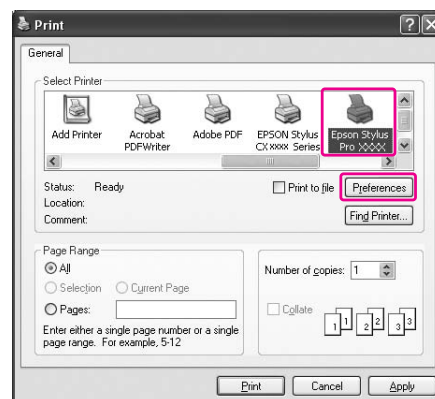 Print
General
Select Printer
Add Printer
Acrobat PDFWriter
Adobe PDF
EPSON Stylus CX xxxx Series
Epson Stylus Pro XXXX
Status: Ready
Location:
Comment:
Print to file
Preferences
Find Printer...
Page Range
All
Selection
Current Page
Pages:
Enter either a single page number or a single
page range. For example, 5-12
Number of copies: 1
Collate
1 1 2 2 3 3
Print
Cancel
Apply